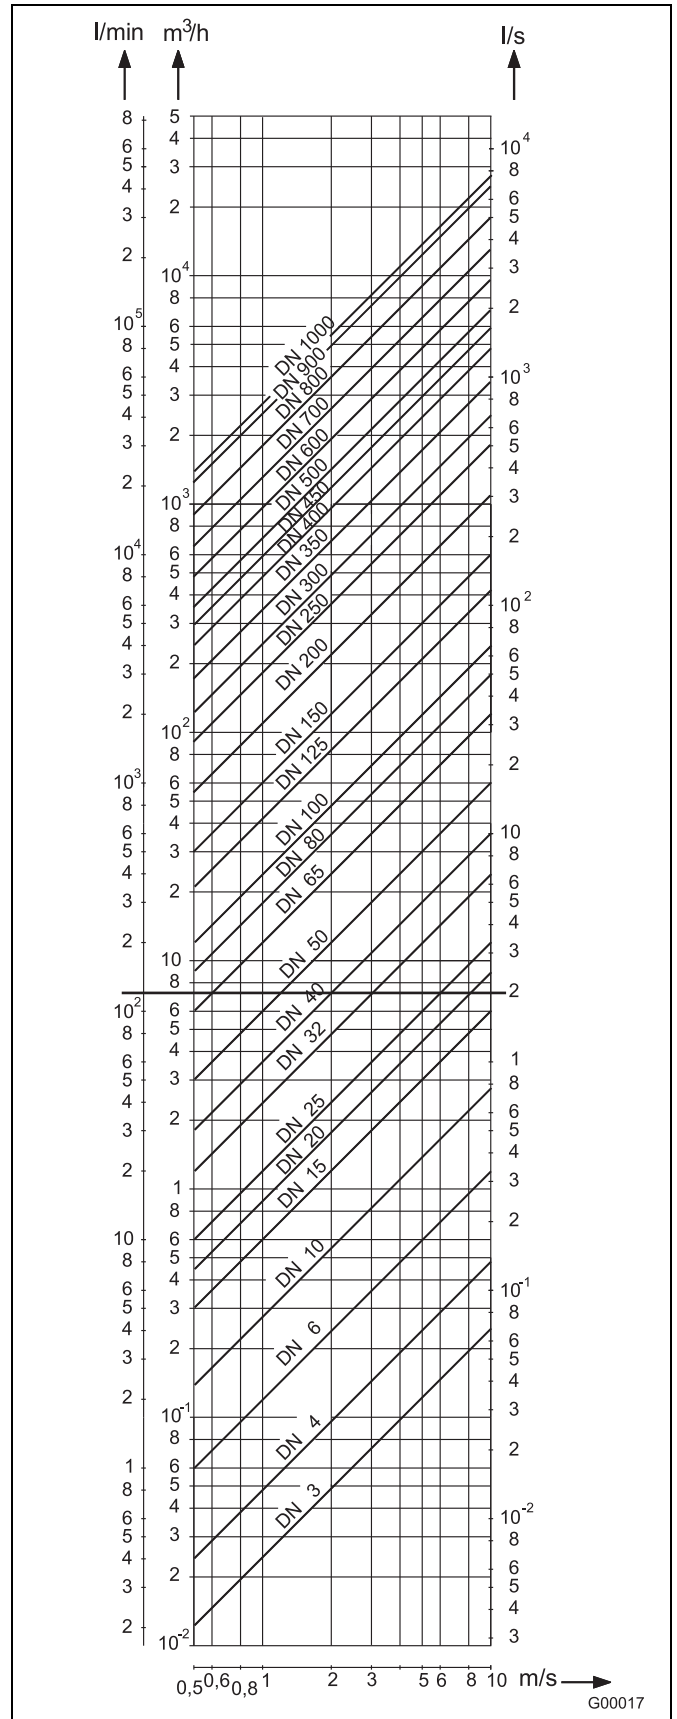 l/min m³/h l/s
8 5
4 10⁴
6
5 3 8
4 6
3 2 5
4
2 10⁴ 3
8
10⁵ 6 2
8 5
6 4 10³
5 3 8
4
3 2 6
5
2 10³ 4
8 3
10⁴ 6 2
8 5
6 4 10²
5 3 8
4
3 2 6
5
2 10² 4
8 3
10³ 6 2
8 5
6 4 10
5 3 8
4
3 2 6
5
2 10 4
8 3
10² 6 2
8 5
6 4 1
5 3 8
4
3 2 6
5
2 1 4
8 3
10 6 2
8 5
6 4 10⁻¹
5 3 8
4
3 2 6
5
2 10⁻¹ 4
8 3
1 6 2
8 5
6 4 10⁻²
5 3 8
4
3 2 6
5
2 4
10⁻² 3
DN 1000
DN 900
DN 800
DN 700
DN 600
DN 500
DN 450
DN 400
DN 350
DN 300
DN 250
DN 200
DN 150
DN 125
DN 100
DN 80
DN 65
DN 50
DN 40
DN 32
DN 25
DN 20
DN 15
DN 10
DN 6
DN 4
DN 3
0,5 0,6 0,8 1 2 3 5 6 8 10 m/s
G00017